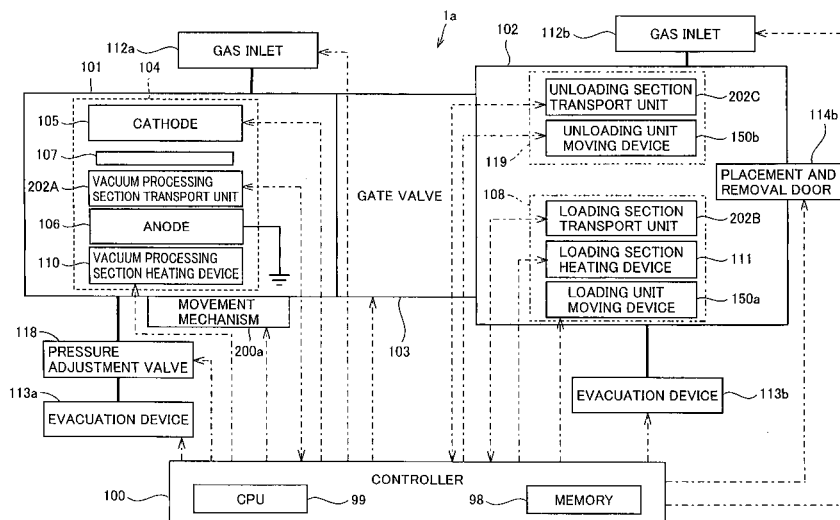 1a
112a
GAS INLET
112b
GAS INLET
101
104
102
105
CATHODE
107
202A
VACUUM PROCESSING
SECTION TRANSPORT UNIT
106
ANODE
110
VACUUM PROCESSING
SECTION HEATING DEVICE
GATE VALVE
UNLOADING SECTION
TRANSPORT UNIT
202C
UNLOADING UNIT
MOVING DEVICE
150b
119
114b
PLACEMENT AND
REMOVAL DOOR
108
LOADING SECTION
TRANSPORT UNIT
202B
LOADING SECTION
HEATING DEVICE
111
LOADING UNIT
MOVING DEVICE
150a
MOVEMENT
MECHANISM
200a
103
118
PRESSURE
ADJUSTMENT VALVE
113a
EVACUATION DEVICE
EVACUATION DEVICE
113b
CONTROLLER
100
CPU
99
98
MEMORY